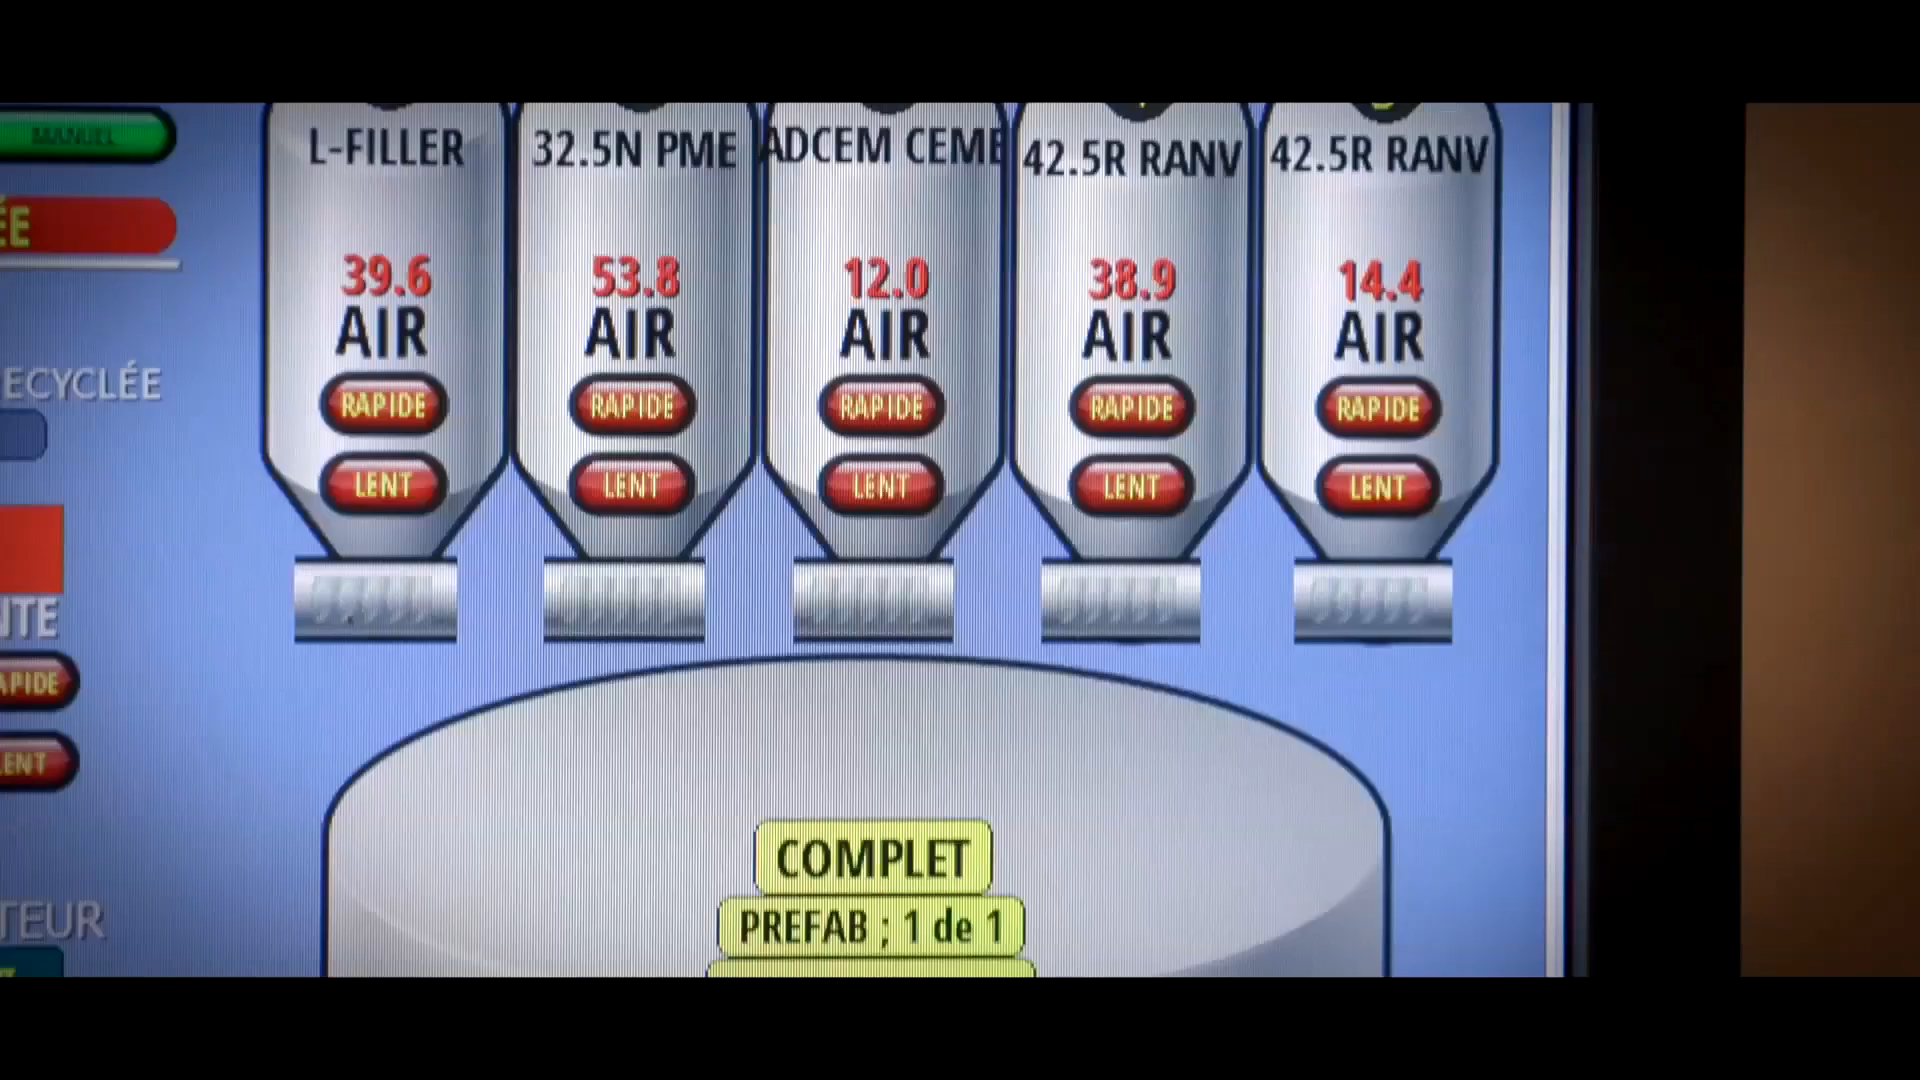 MANUEL
ÉE
L-FILLER
32.5N PME
ADCEM CEME
42.5R RANV
42.5R RANV
39.6
53.8
12.0
38.9
14.4
AIR
AIR
AIR
AIR
AIR
ECYCLÉE
RAPIDE
RAPIDE
RAPIDE
RAPIDE
RAPIDE
LENT
LENT
LENT
LENT
LENT
NTE
APIDE
LENT
COMPLET
PREFAB ; 1 de 1
TEUR